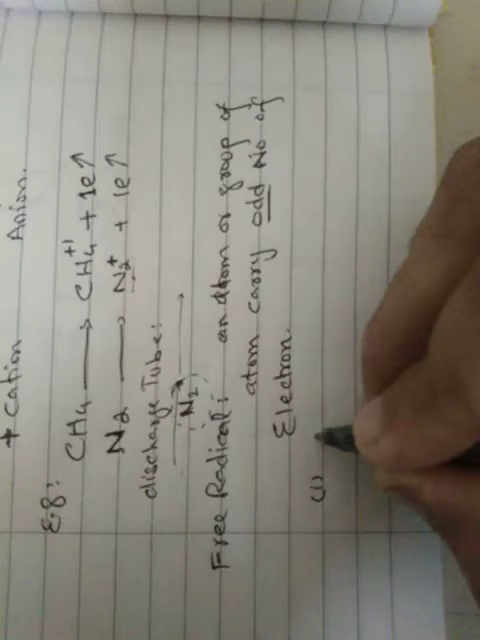 + Cation Anion.
E.g:
CH4 ⟶ CH4+1 + 1e↑
N2 ⟶ N2+ + 1e↑
discharge Tube:
N2
Free Radical: an atom or group of
atom carry odd No of
Electron.
(1)